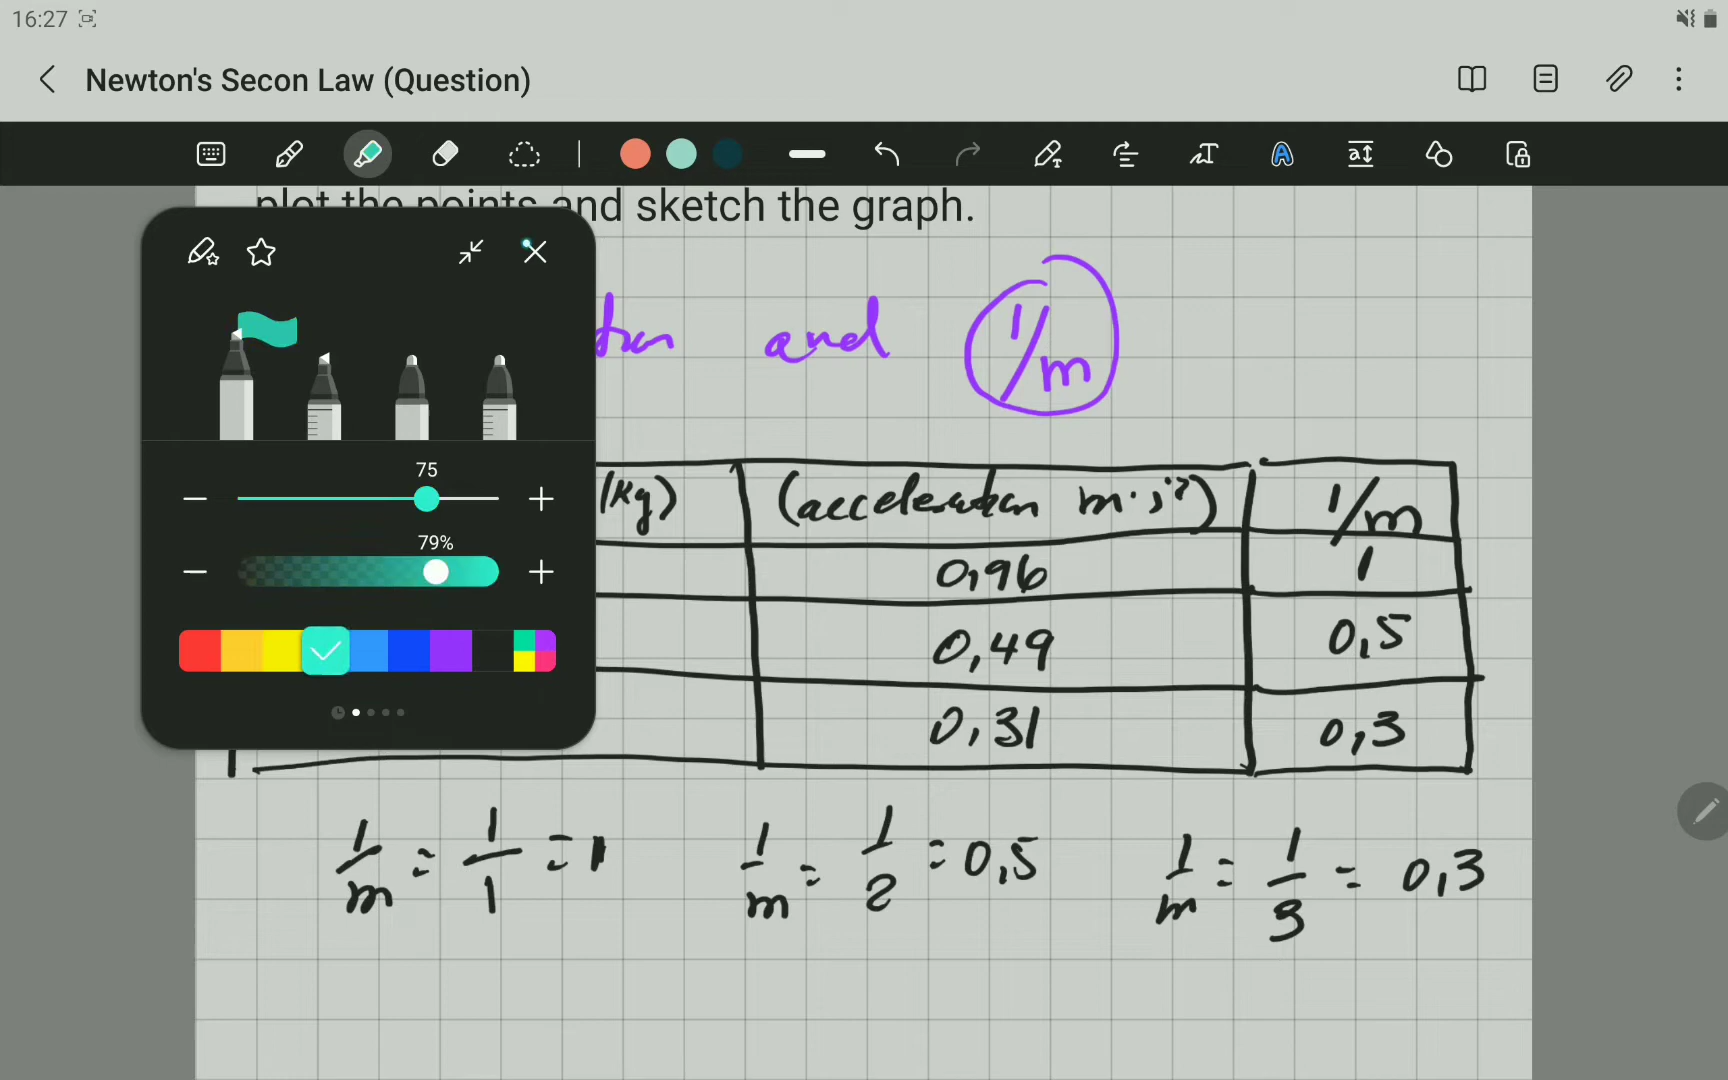 16:27
Newton's Secon Law (Question)
plot the points and sketch the graph.
and 1/m
75
79%
(kg) (acceleration m·s²) 1/m
0,96 1
0,49 0,5
0,31 0,3
1/m = 1/1 = 1 1/m = 1/2 = 0,5 1/m = 1/3 = 0,3